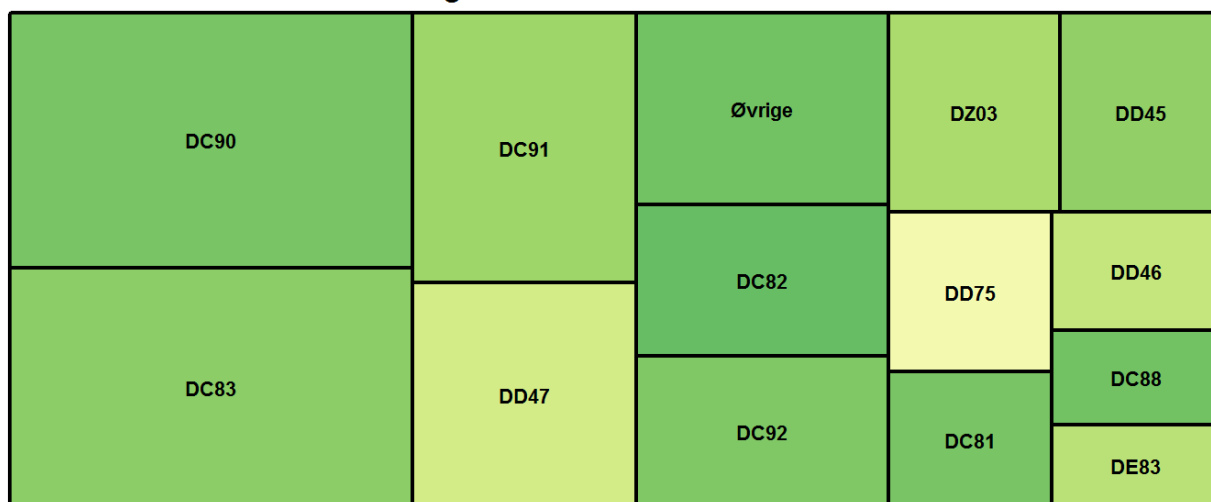 DC90
DC91
Øvrige
DZ03
DD45
DC82
DD75
DD46
DC83
DD47
DC92
DC81
DC88
DE83